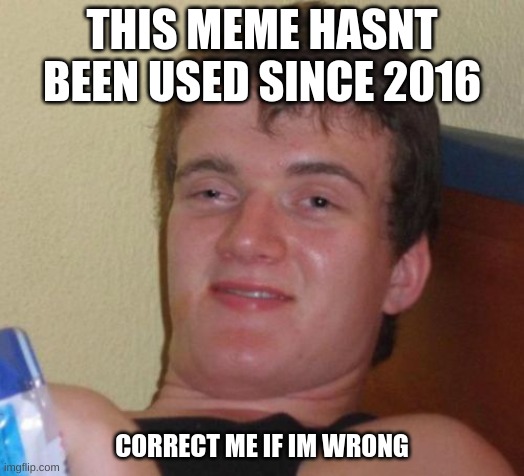 THIS MEME HASNT
BEEN USED SINCE 2016
CORRECT ME IF IM WRONG
imgflip.com